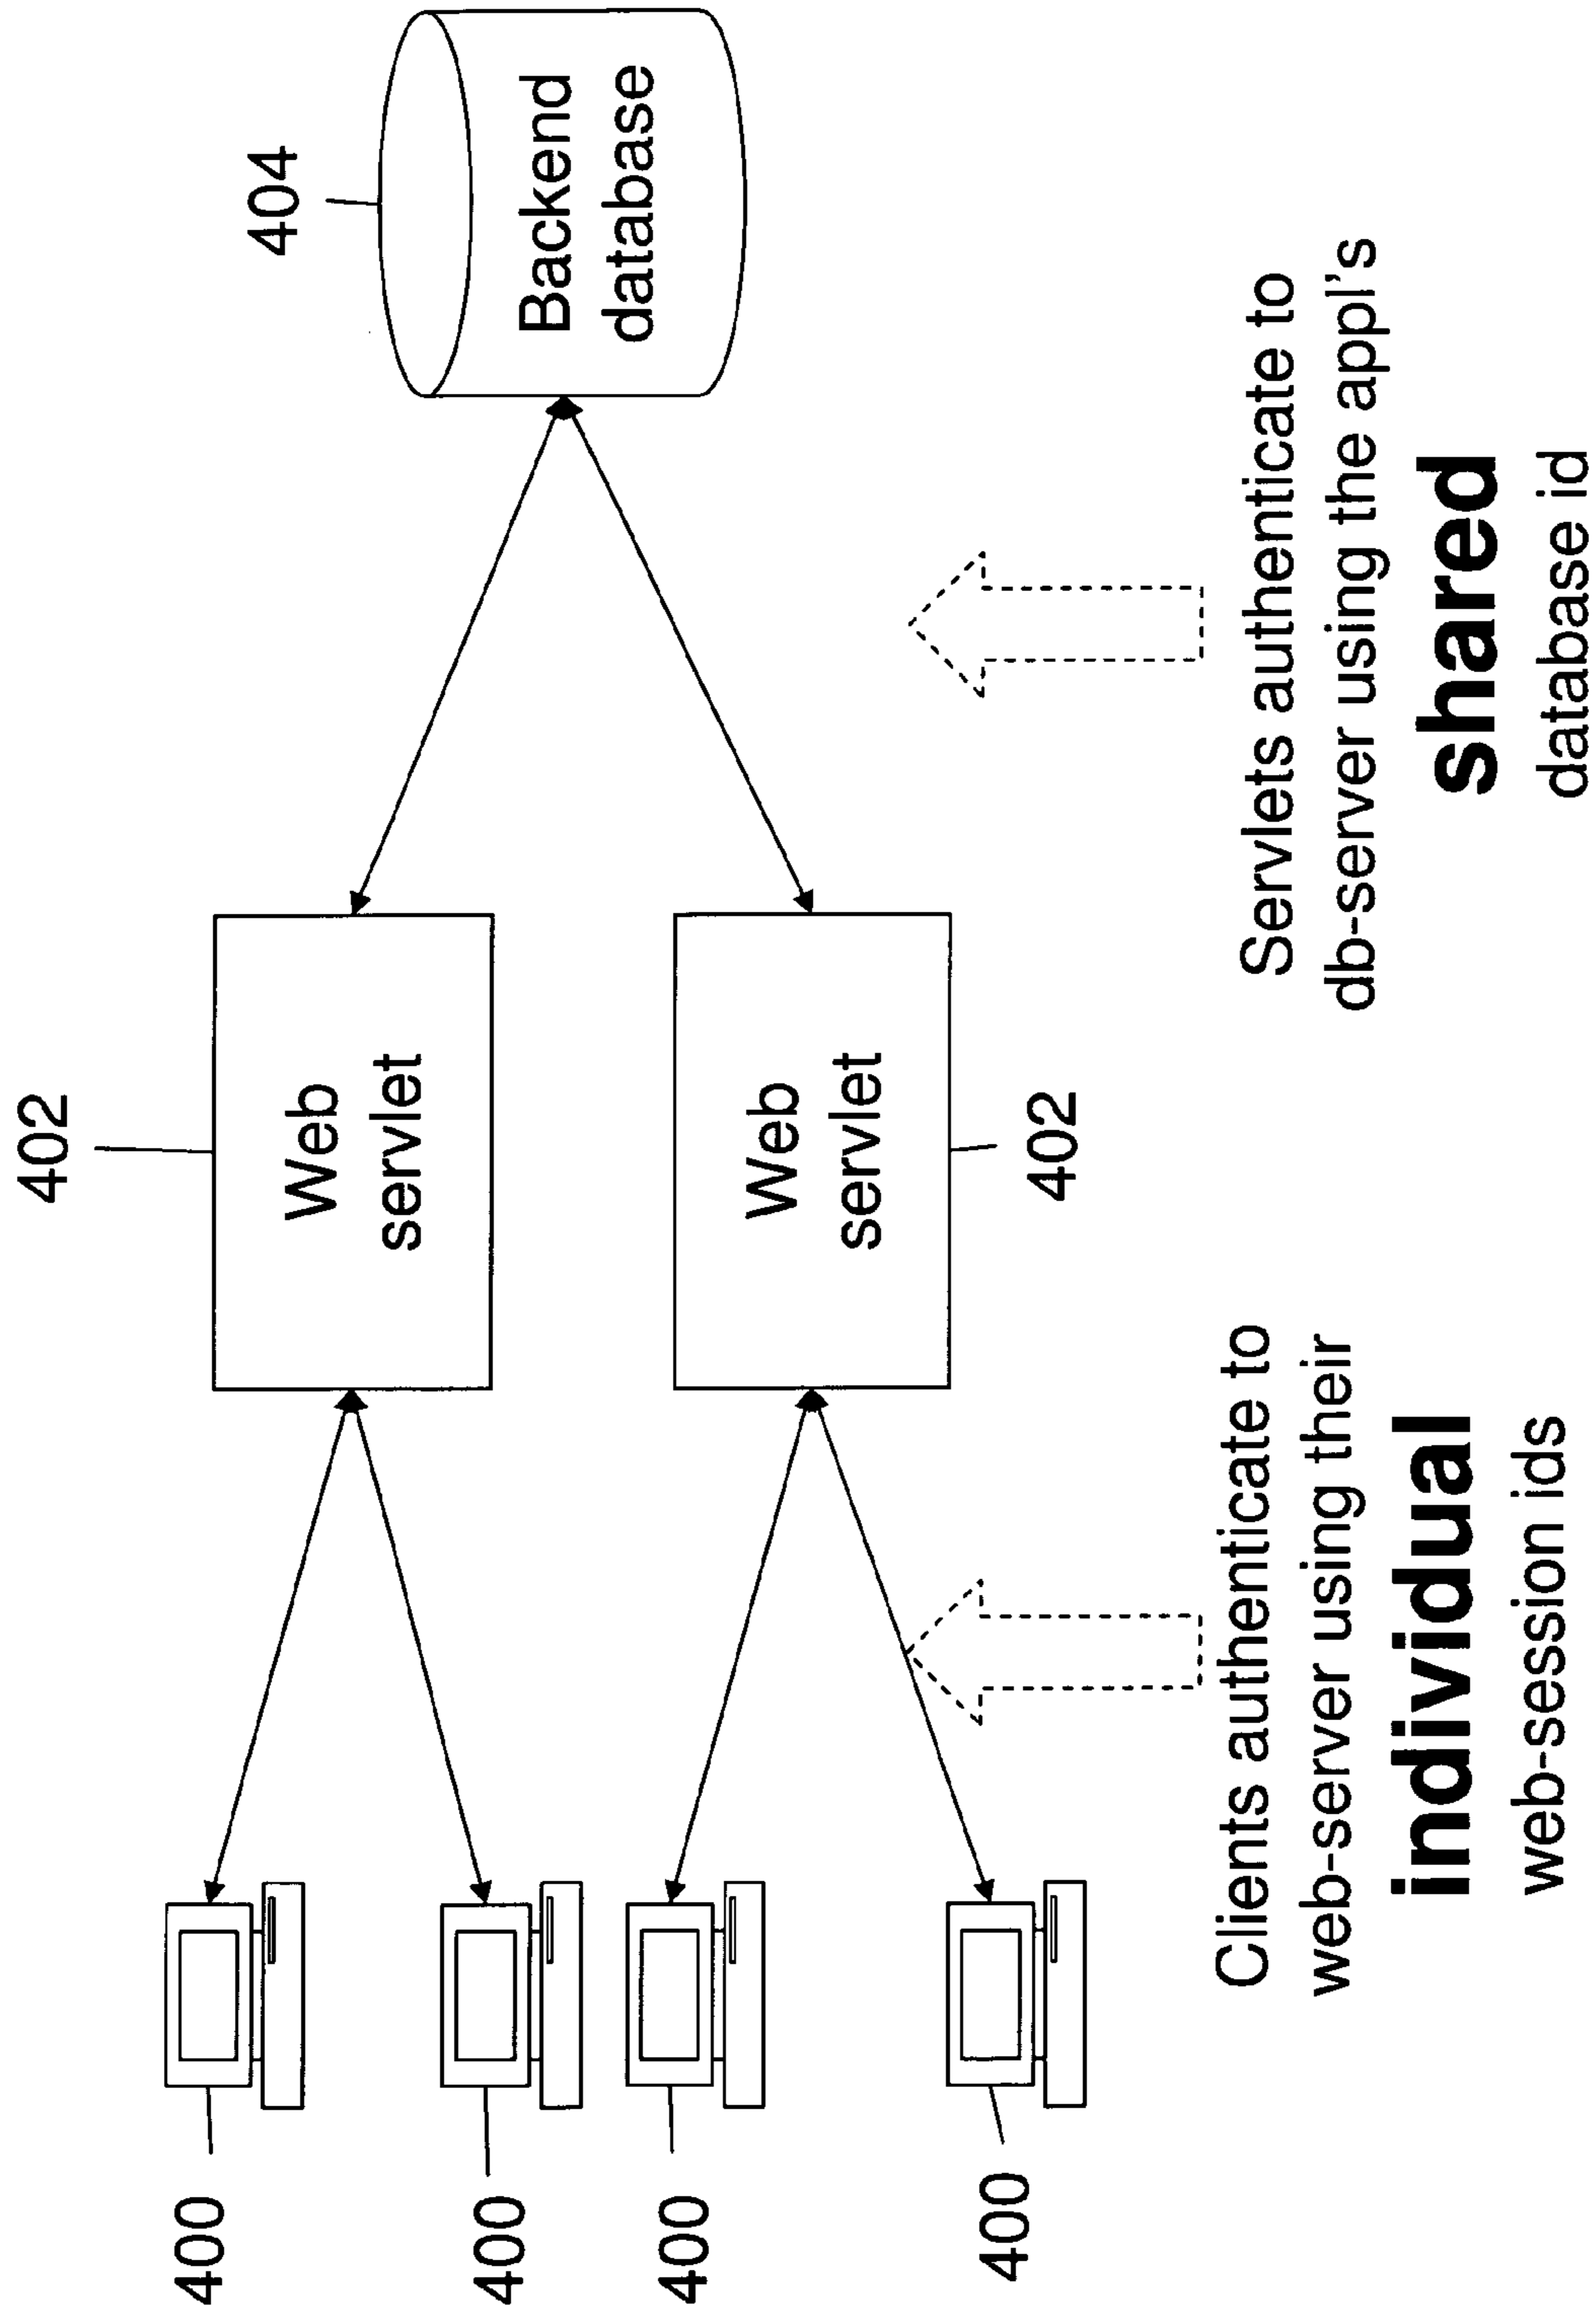 402
404
400
Web
servlet
Backend
database
400
400
Web
servlet
402
400
Clients authenticate to
web-server using their
individual
web-session ids
Servlets authenticate to
db-server using the appl's
shared
database id